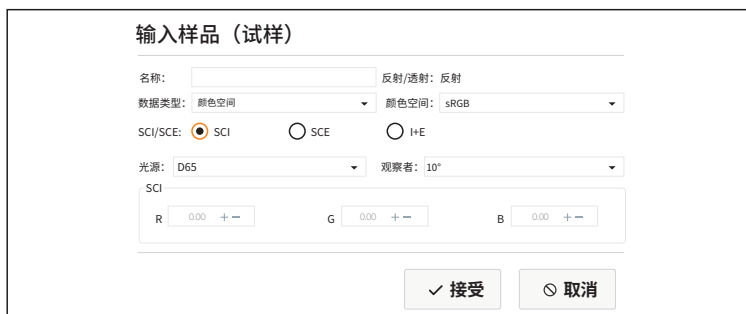 输入样品（试样）
名称：
反射/透射：反射
数据类型： 颜色空间
颜色空间： sRGB
SCI/SCE: SCI SCE I+E
光源： D65
观察者： 10°
SCI
R 0.00 + − G 0.00 + − B 0.00 + −
接受 取消